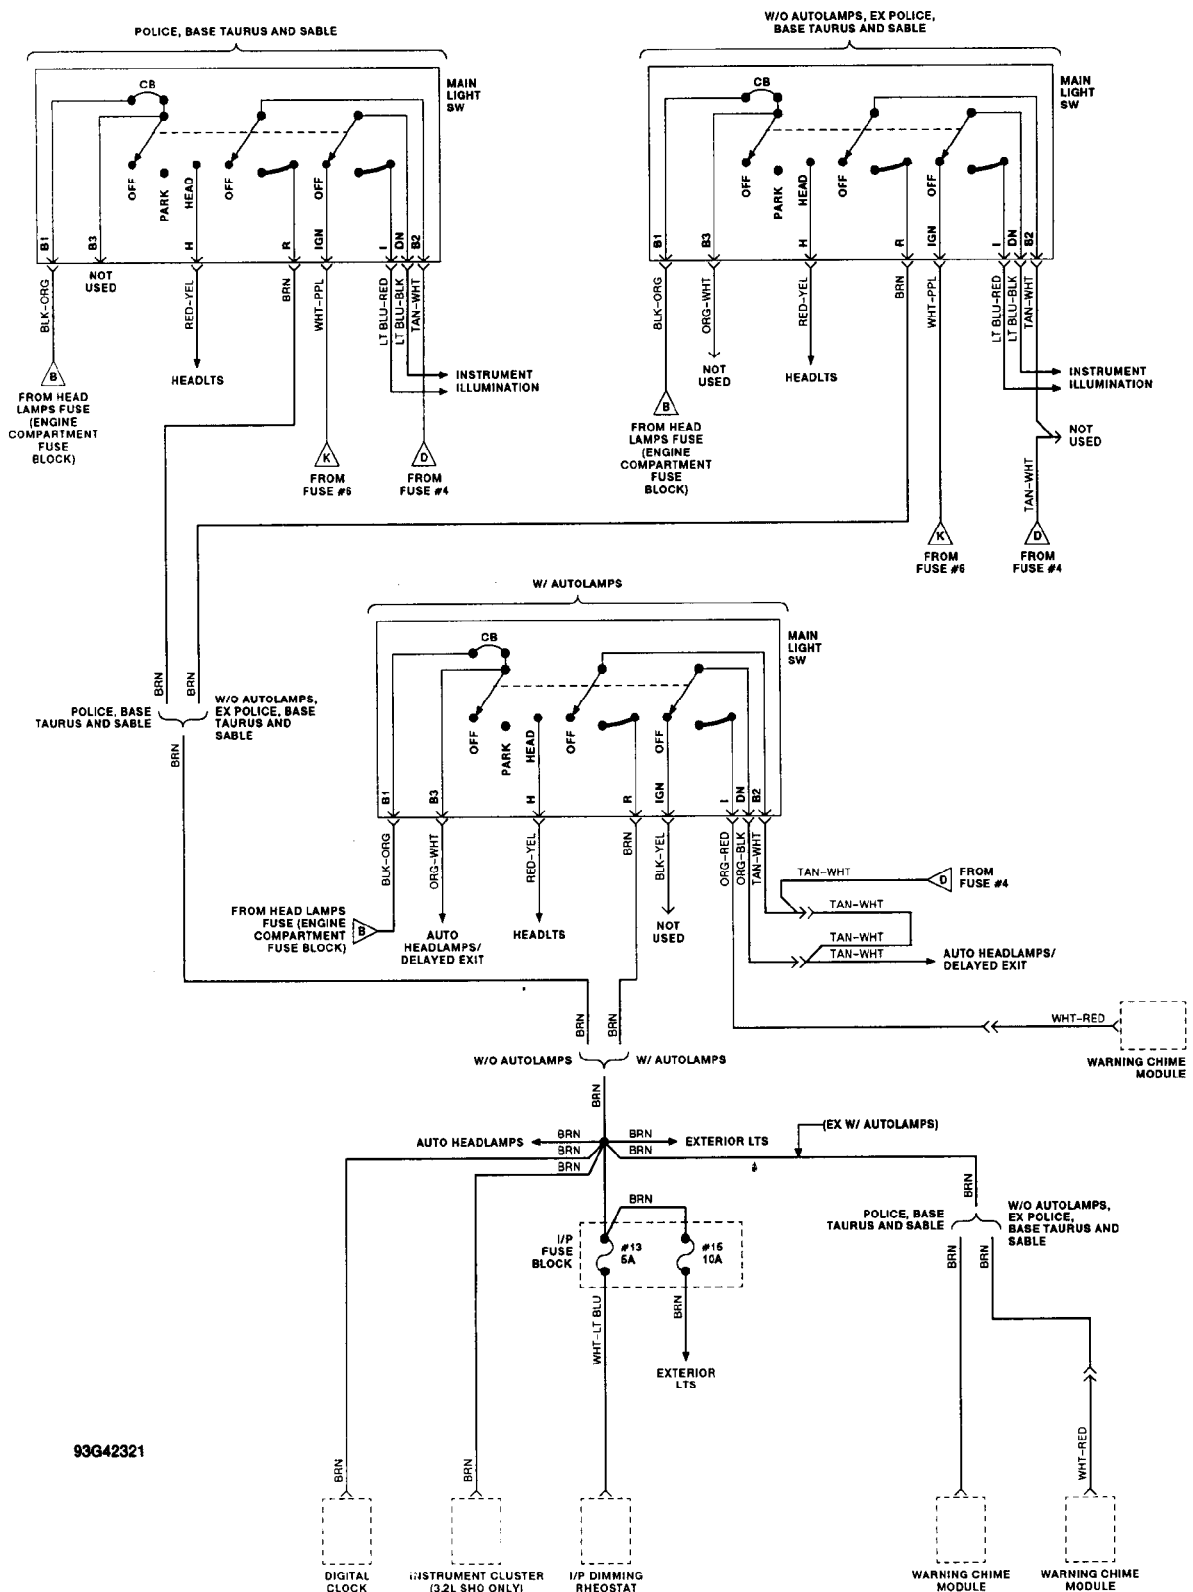 POLICE, BASE TAURUS AND SABLE
W/O AUTOLAMPS, EX POLICE,
BASE TAURUS AND SABLE
CB
MAIN
LIGHT
SW
OFF
PARK
HEAD
OFF
OFF
B1
B3
H
R
IGN
I
DN
B2
NOT
USED
BLK-ORG
RED-YEL
BRN
WHT-PPL
LT BLU-RED
LT BLU-BLK
TAN-WHT
B
FROM HEAD
LAMPS FUSE
(ENGINE
COMPARTMENT
FUSE
BLOCK)
HEADLTS
INSTRUMENT
ILLUMINATION
K
FROM
FUSE #6
D
FROM
FUSE #4
CB
MAIN
LIGHT
SW
OFF
PARK
HEAD
OFF
OFF
B1
B3
H
R
IGN
I
DN
B2
BLK-ORG
ORG-WHT
RED-YEL
BRN
WHT-PPL
LT BLU-RED
LT BLU-BLK
TAN-WHT
NOT
USED
HEADLTS
INSTRUMENT
ILLUMINATION
B
FROM HEAD
LAMPS FUSE
(ENGINE
COMPARTMENT
FUSE
BLOCK)
NOT
USED
TAN-WHT
K
FROM
FUSE #6
D
FROM
FUSE #4
W/ AUTOLAMPS
CB
MAIN
LIGHT
SW
OFF
PARK
HEAD
OFF
OFF
B1
B3
H
R
IGN
I
DN
B2
BRN
BRN
POLICE, BASE
TAURUS AND SABLE
W/O AUTOLAMPS,
EX POLICE, BASE
TAURUS AND
SABLE
BRN
BLK-ORG
ORG-WHT
RED-YEL
BRN
BLK-YEL
ORG-RED
ORG-BLK
TAN-WHT
TAN-WHT
D
FROM
FUSE #4
TAN-WHT
TAN-WHT
TAN-WHT
FROM HEAD LAMPS
FUSE (ENGINE
COMPARTMENT
FUSE BLOCK)
B
AUTO
HEADLAMPS/
DELAYED EXIT
HEADLTS
NOT
USED
AUTO HEADLAMPS/
DELAYED EXIT
WHT-RED
WARNING CHIME
MODULE
BRN
BRN
W/O AUTOLAMPS
W/ AUTOLAMPS
BRN
AUTO HEADLAMPS
BRN
BRN
BRN
BRN
BRN
EXTERIOR LTS
(EX W/ AUTOLAMPS)
BRN
BRN
POLICE, BASE
TAURUS AND SABLE
W/O AUTOLAMPS,
EX POLICE,
BASE TAURUS AND
SABLE
I/P
FUSE
BLOCK
#13
5A
#15
10A
BRN
BRN
WHT-LT BLU
BRN
EXTERIOR
LTS
93G42321
BRN
BRN
WHT-RED
DIGITAL
CLOCK
INSTRUMENT CLUSTER
(3.2L SHO ONLY)
I/P DIMMING
RHEOSTAT
WARNING CHIME
MODULE
WARNING CHIME
MODULE